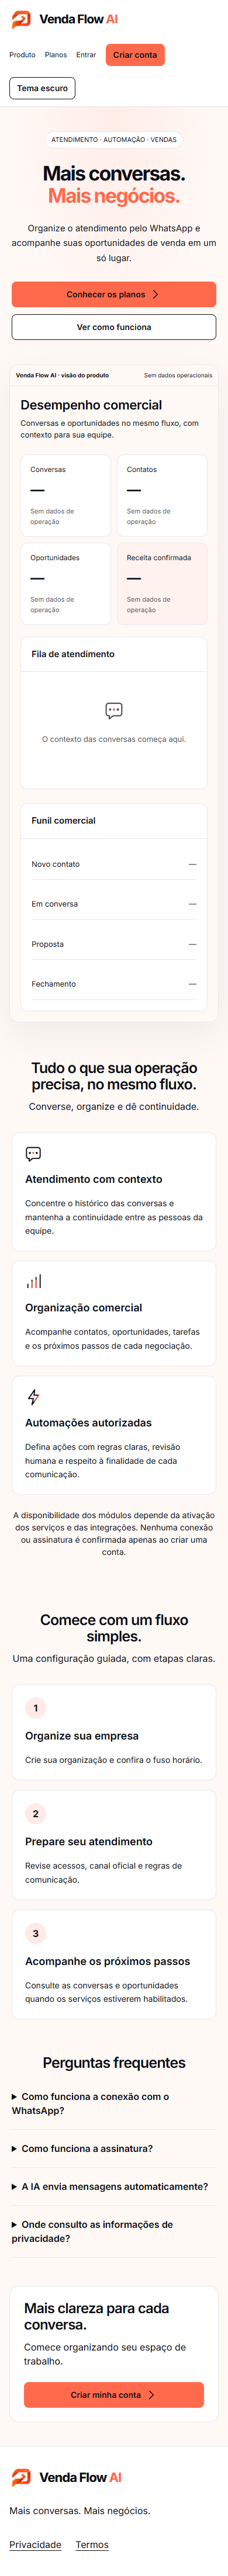 Venda Flow AI
Produto Planos Entrar Criar conta
Tema escuro
ATENDIMENTO · AUTOMAÇÃO · VENDAS
Mais conversas.
Mais negócios.
Organize o atendimento pelo WhatsApp e
acompanhe suas oportunidades de venda em um
só lugar.
Conhecer os planos
Ver como funciona
Venda Flow AI · visão do produto Sem dados operacionais
Desempenho comercial
Conversas e oportunidades no mesmo fluxo, com
contexto para sua equipe.
Conversas
—
Sem dados de
operação
Contatos
—
Sem dados de
operação
Oportunidades
—
Sem dados de
operação
Receita confirmada
—
Sem dados de
operação
Fila de atendimento
O contexto das conversas começa aqui.
Funil comercial
Novo contato —
Em conversa —
Proposta —
Fechamento —
Tudo o que sua operação
precisa, no mesmo fluxo.
Converse, organize e dê continuidade.
Atendimento com contexto
Concentre o histórico das conversas e
mantenha a continuidade entre as pessoas da
equipe.
Organização comercial
Acompanhe contatos, oportunidades, tarefas
e os próximos passos de cada negociação.
Automações autorizadas
Defina ações com regras claras, revisão
humana e respeito à finalidade de cada
comunicação.
A disponibilidade dos módulos depende da ativação
dos serviços e das integrações. Nenhuma conexão
ou assinatura é confirmada apenas ao criar uma
conta.
Comece com um fluxo
simples.
Uma configuração guiada, com etapas claras.
1
Organize sua empresa
Crie sua organização e confira o fuso horário.
2
Prepare seu atendimento
Revise acessos, canal oficial e regras de
comunicação.
3
Acompanhe os próximos passos
Consulte as conversas e oportunidades
quando os serviços estiverem habilitados.
Perguntas frequentes
Como funciona a conexão com o
WhatsApp?
Como funciona a assinatura?
A IA envia mensagens automaticamente?
Onde consulto as informações de
privacidade?
Mais clareza para cada
conversa.
Comece organizando seu espaço de
trabalho.
Criar minha conta
Venda Flow AI
Mais conversas. Mais negócios.
Privacidade Termos